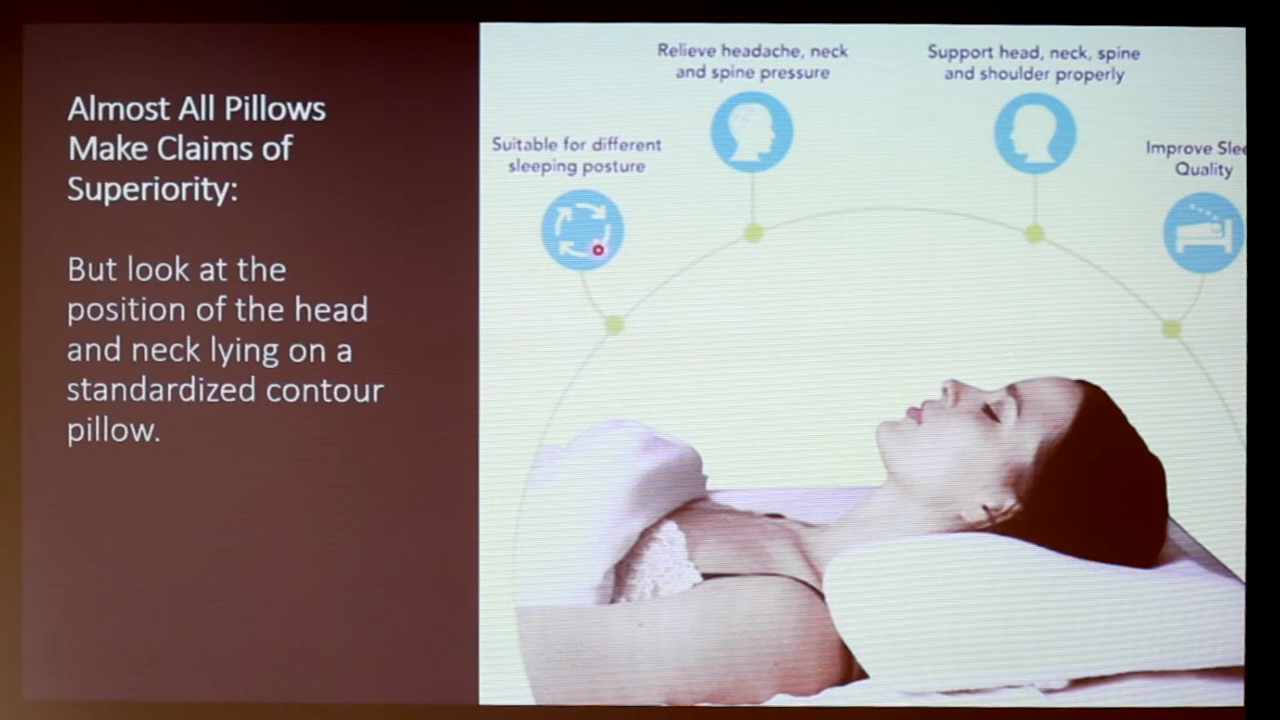 Almost All Pillows
Make Claims of
Superiority:
But look at the
position of the head
and neck lying on a
standardized contour
pillow.
Relieve headache, neck
and spine pressure
Support head, neck, spine
and shoulder properly
Suitable for different
sleeping posture
Improve Slee
Quality